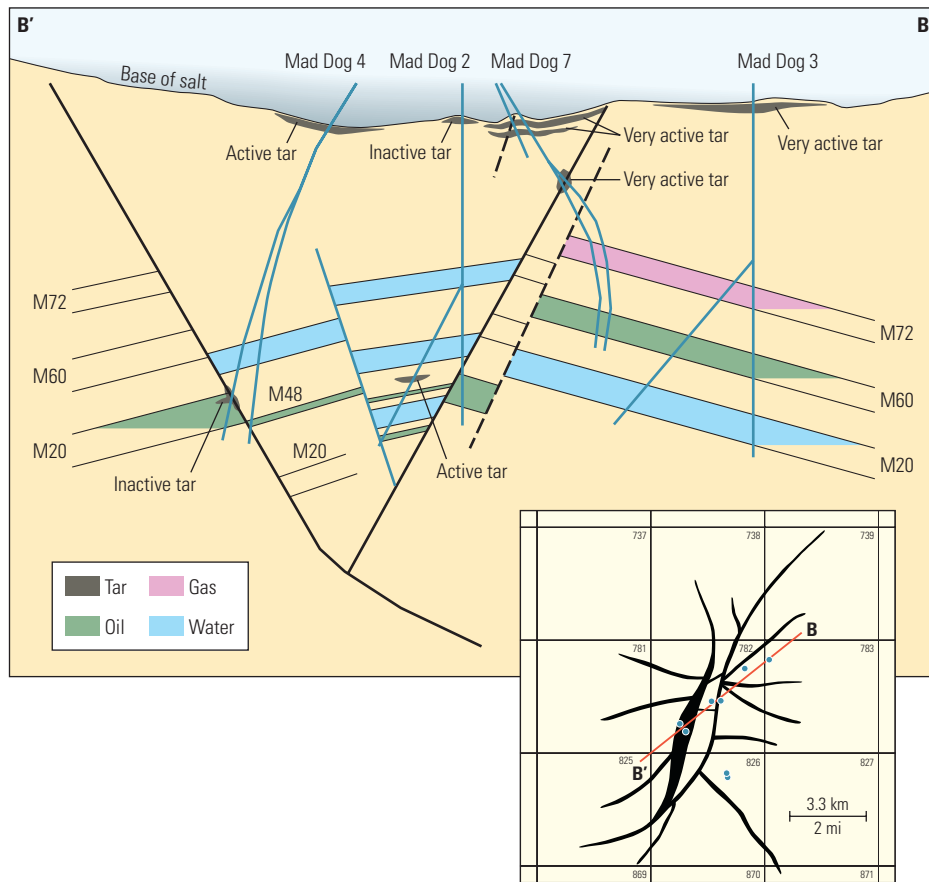 B'
B
Mad Dog 4
Mad Dog 2
Mad Dog 7
Mad Dog 3
Base of salt
Active tar
Inactive tar
Very active tar
Very active tar
Very active tar
M72
M60
M20
M48
M20
Inactive tar
Active tar
M72
M60
M20
Tar
Gas
Oil
Water
737
738
739
B
781
782
783
825
826
827
B'
3.3 km
2 mi
869
870
871